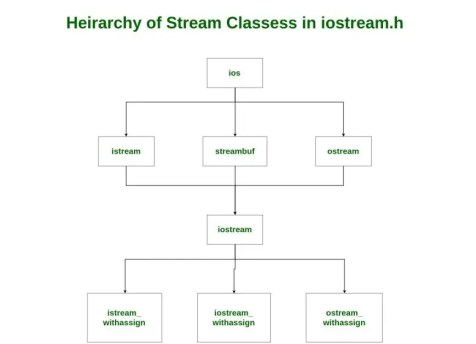 Heirarchy of Stream Classess in iostream.h
ios
istream
streambuf
ostream
iostream
istream_
withassign
iostream_
withassign
ostream_
withassign